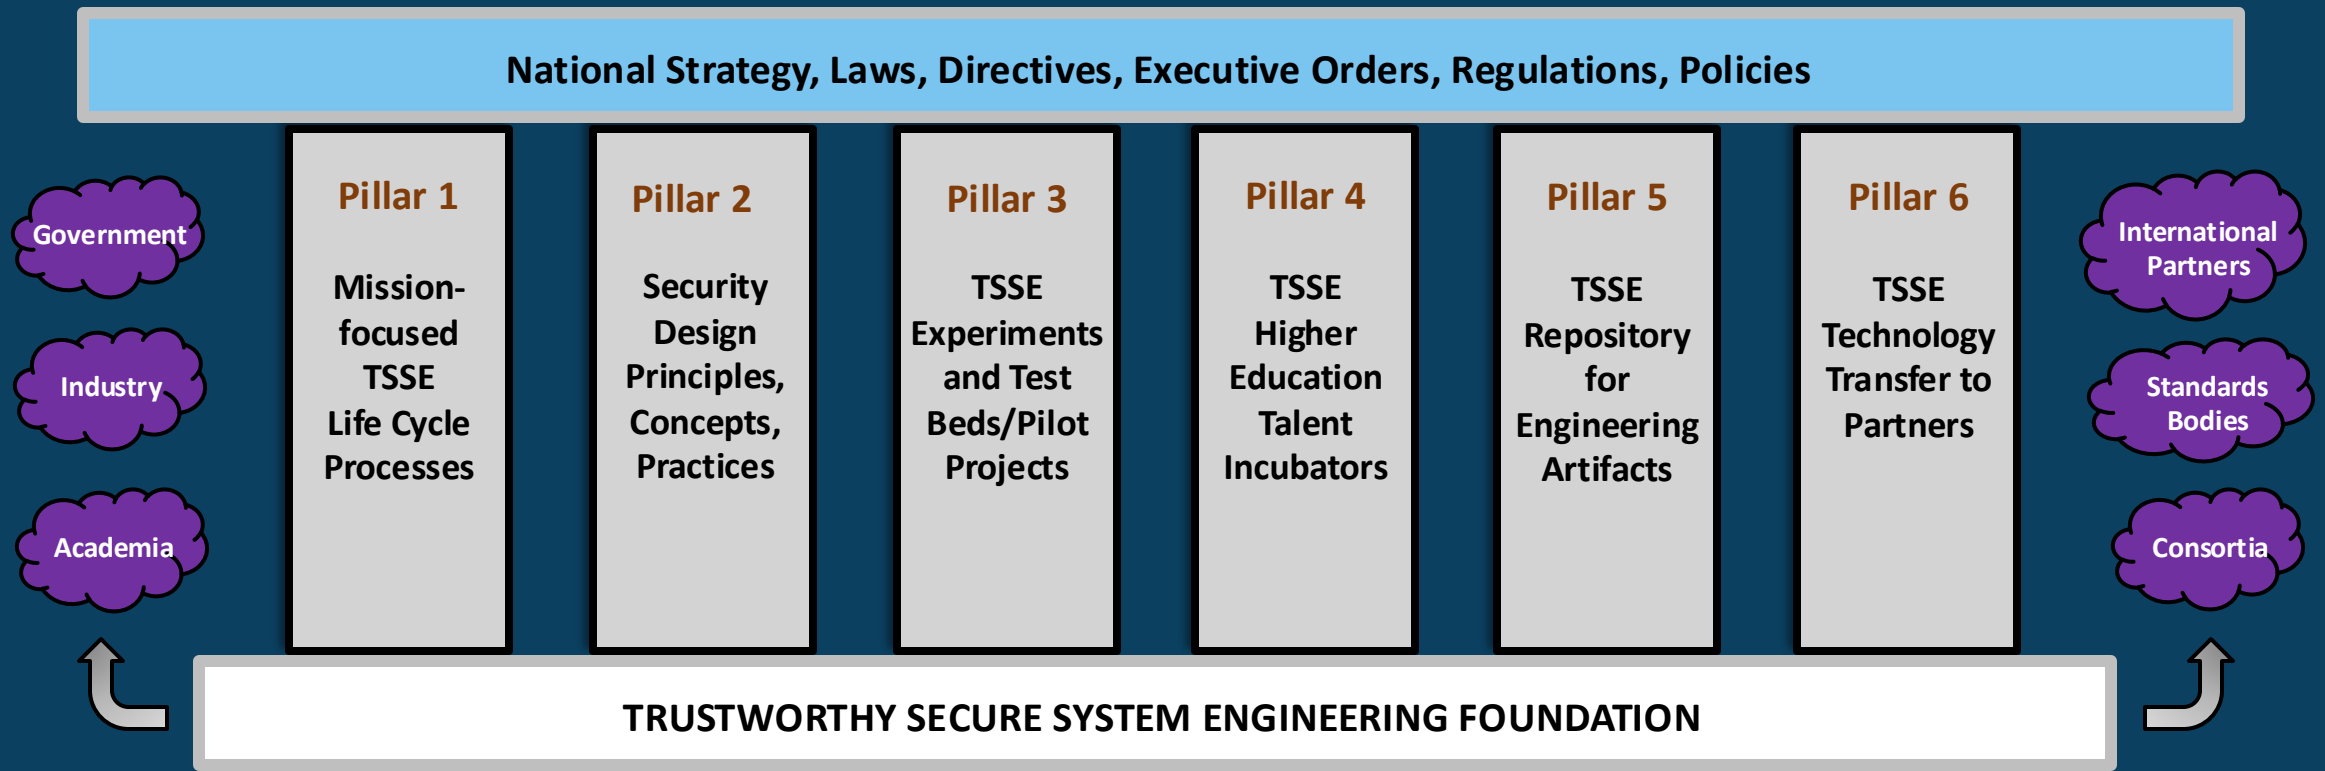 National Strategy, Laws, Directives, Executive Orders, Regulations, Policies
Government
Industry
Academia
Pillar 1
Mission-
focused
TSSE
Life Cycle
Processes
Pillar 2
Security
Design
Principles,
Concepts,
Practices
Pillar 3
TSSE
Experiments
and Test
Beds/Pilot
Projects
Pillar 4
TSSE
Higher
Education
Talent
Incubators
Pillar 5
TSSE
Repository
for
Engineering
Artifacts
Pillar 6
TSSE
Technology
Transfer to
Partners
International
Partners
Standards
Bodies
Consortia
TRUSTWORTHY SECURE SYSTEM ENGINEERING FOUNDATION